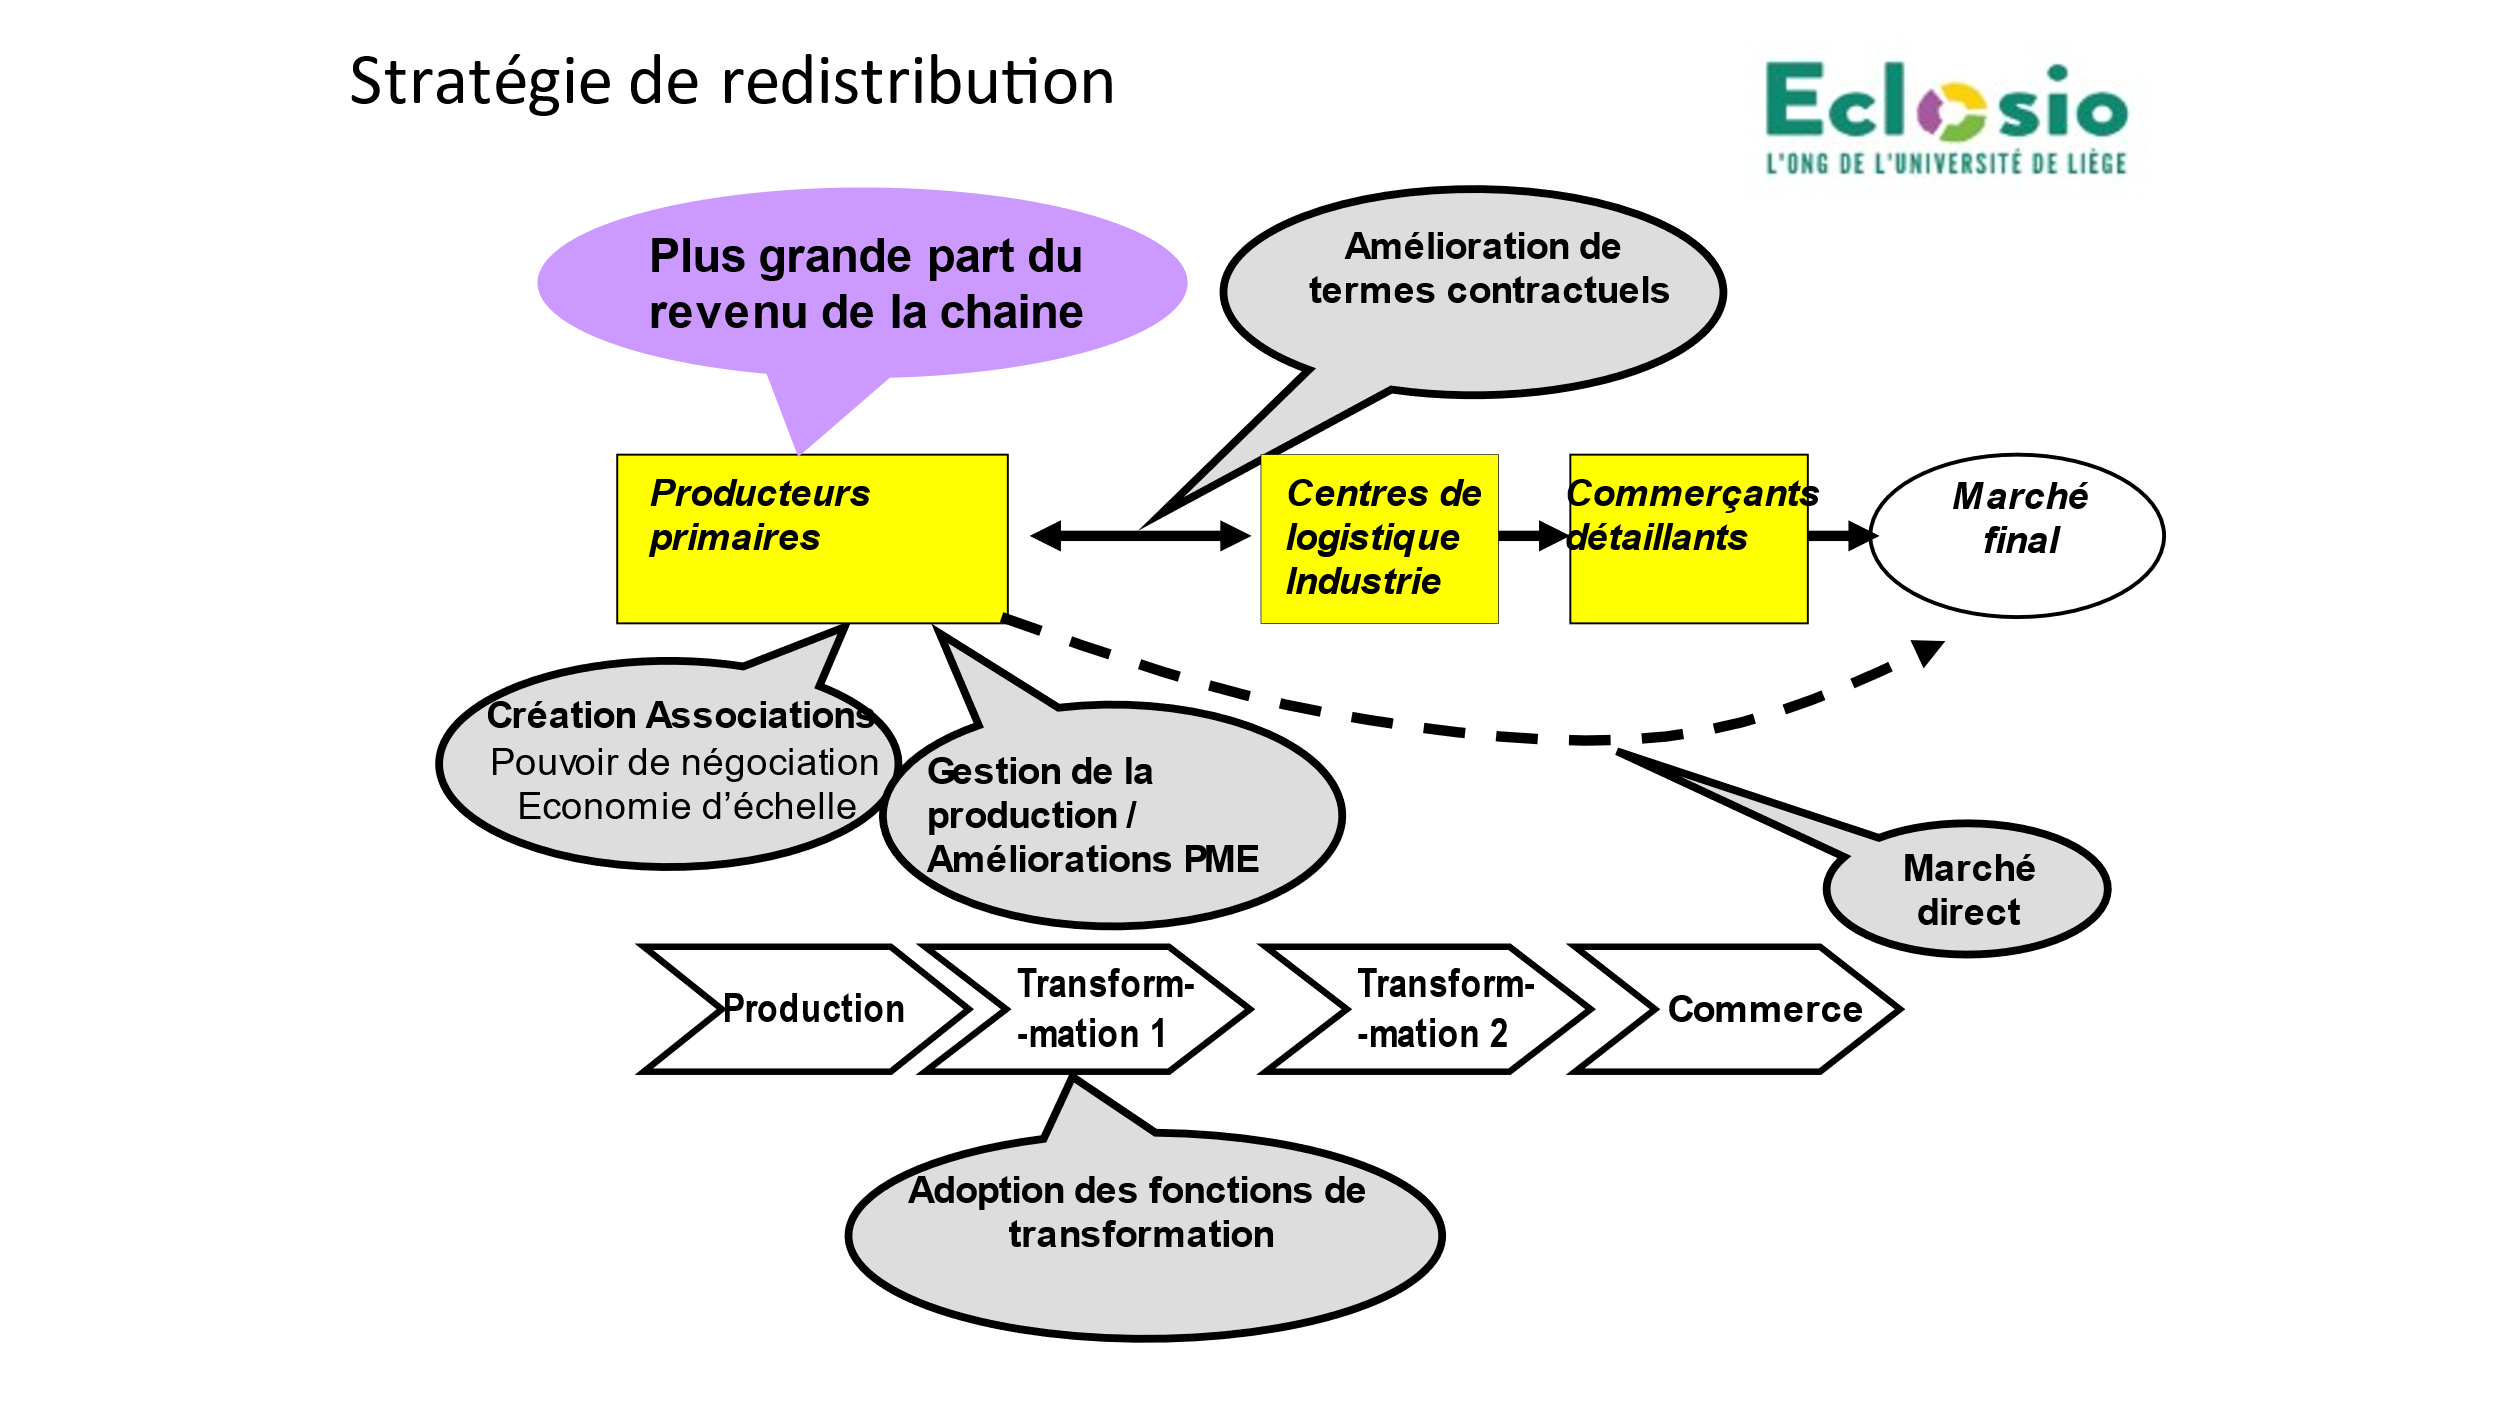 Stratégie de redistribution
Eclosio
L'ONG DE L'UNIVERSITÉ DE LIÈGE
Plus grande part du
revenu de la chaine
Amélioration de
termes contractuels
Producteurs
primaires
Centres de
logistique
Industrie
Commerçants
détaillants
Marché
final
Création Associations
Pouvoir de négociation
Economie d’échelle
Gestion de la
production /
Améliorations PME
Marché
direct
Production
Transform-
-mation 1
Transform-
-mation 2
Commerce
Adoption des fonctions de
transformation